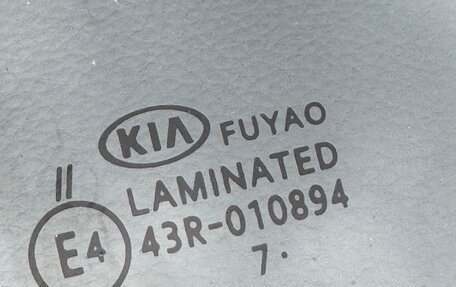 KIA FUYAO
II LAMINATED
E4 43R-010894
7.